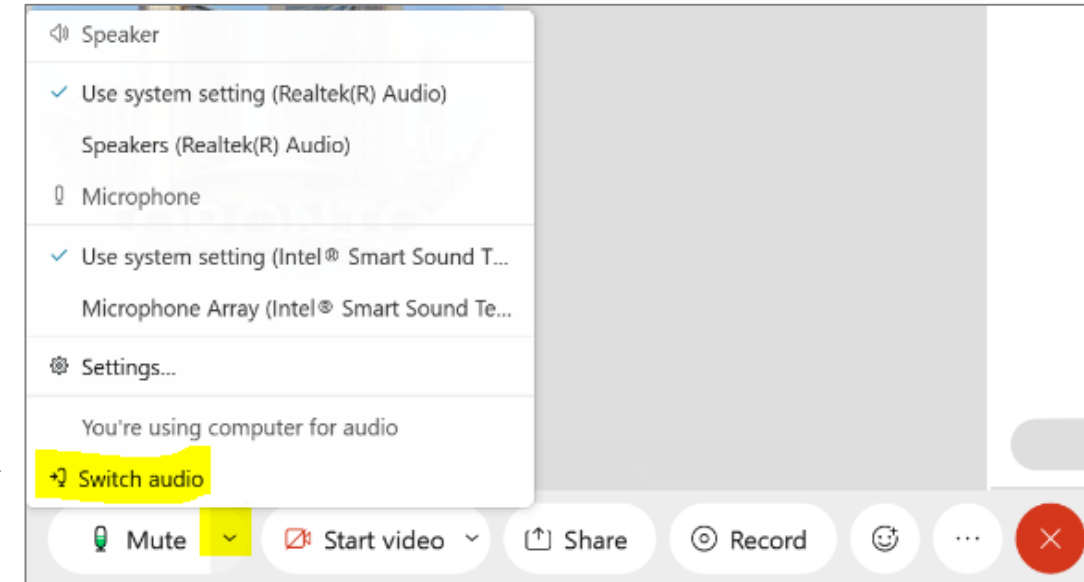 Speaker
Use system setting (Realtek(R) Audio)
Speakers (Realtek(R) Audio)
Microphone
Use system setting (Intel® Smart Sound T...
Microphone Array (Intel® Smart Sound Te...
Settings...
You're using computer for audio
Switch audio
Mute Start video Share Record ...